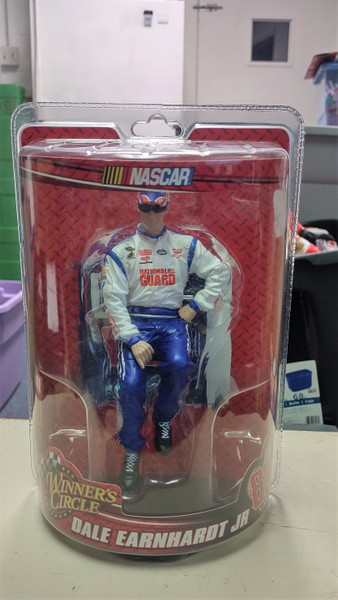 NASCAR
NATIONAL
GUARD
WINNER'S
CIRCLE
DALE EARNHARDT JR